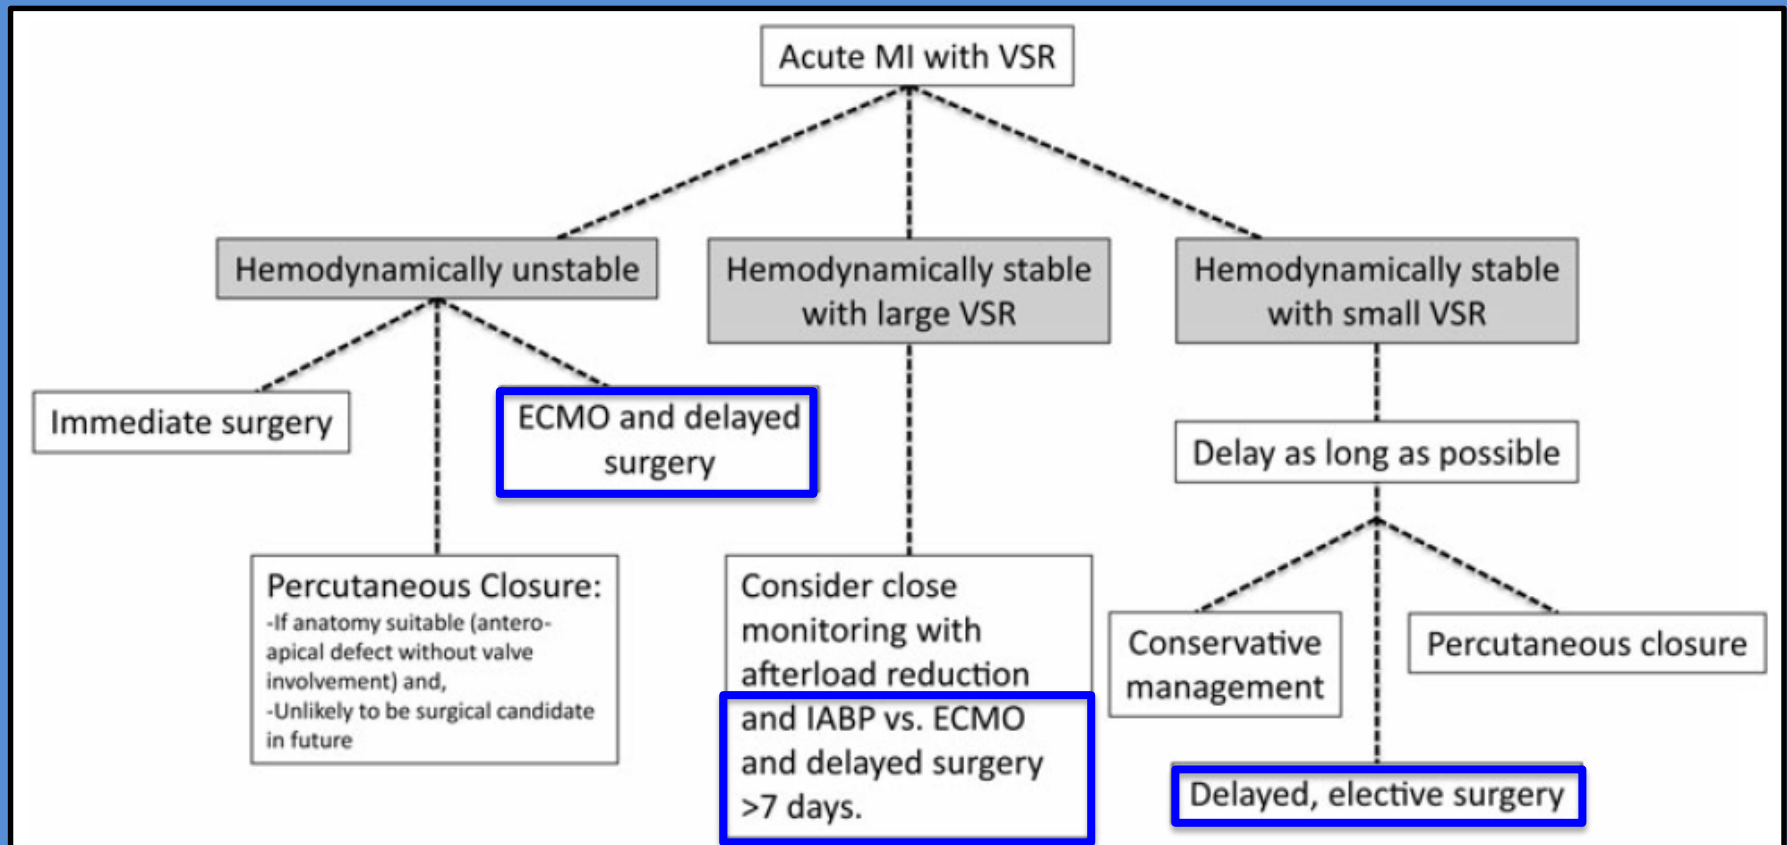 Acute MI with VSR
Hemodynamically unstable
Hemodynamically stable
with large VSR
Hemodynamically stable
with small VSR
Immediate surgery
ECMO and delayed
surgery
Delay as long as possible
Percutaneous Closure:
-If anatomy suitable (antero-
apical defect without valve
involvement) and,
-Unlikely to be surgical candidate
in future
Consider close
monitoring with
afterload reduction
and IABP vs. ECMO
and delayed surgery
>7 days.
Conservative
management
Percutaneous closure
Delayed, elective surgery